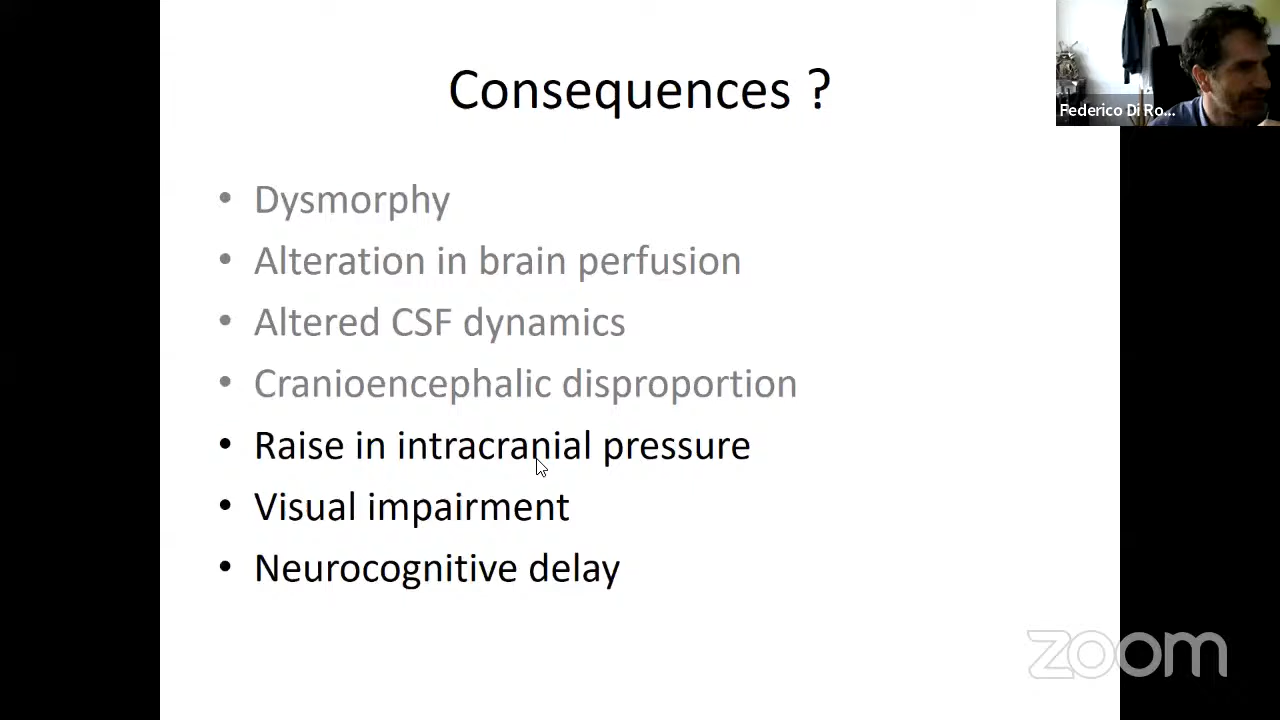 Consequences ?
Federico Di Ro...
• Dysmorphy
• Alteration in brain perfusion
• Altered CSF dynamics
• Cranioencephalic disproportion
• Raise in intracranial pressure
• Visual impairment
• Neurocognitive delay
zoom